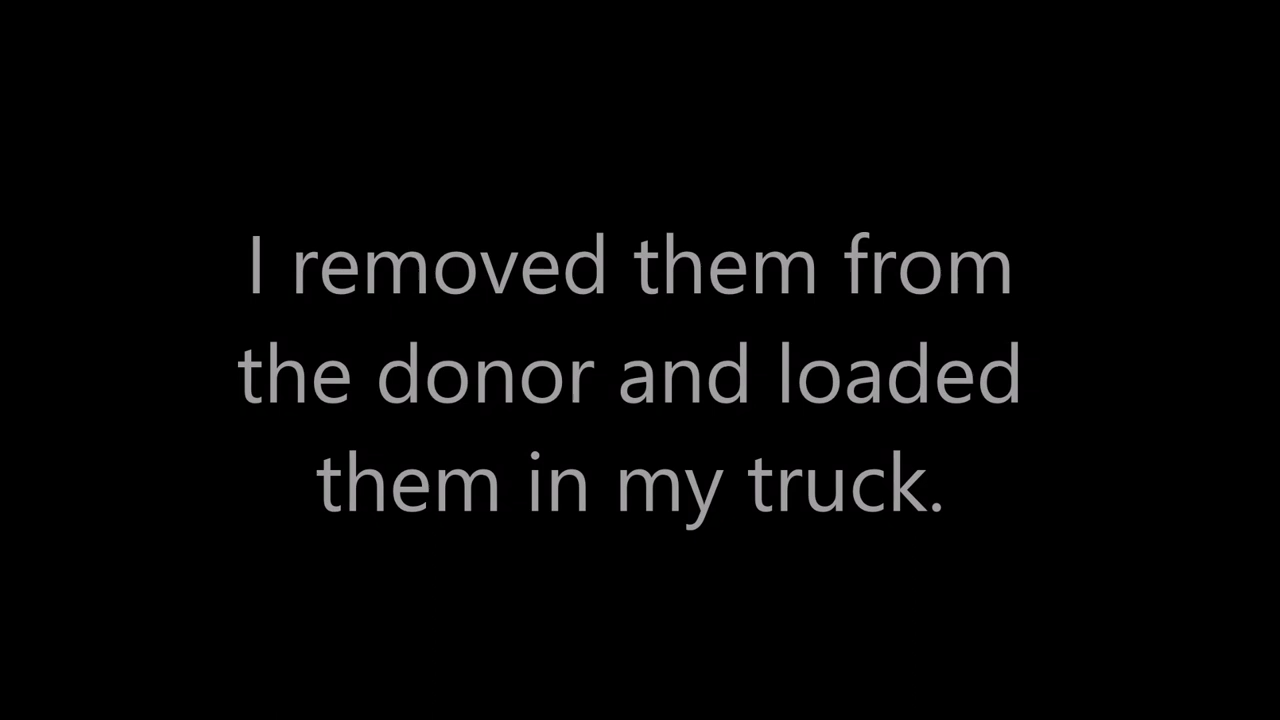 I removed them from
the donor and loaded
them in my truck.